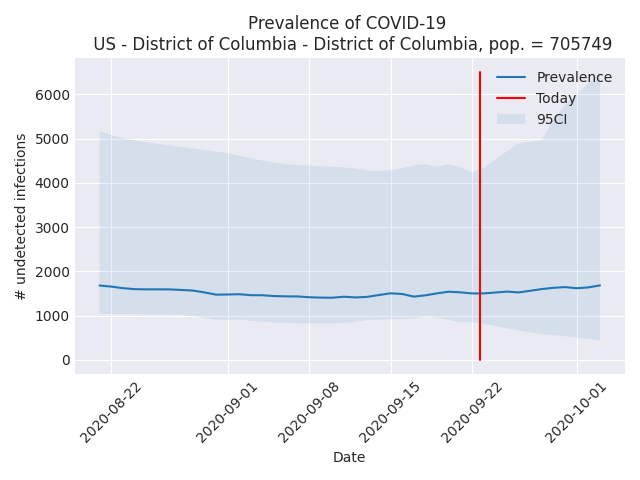 Prevalence of COVID-19
US - District of Columbia - District of Columbia, pop. = 705749
Prevalence
Today
95CI
# undetected infections
6000
5000
4000
3000
2000
1000
0
2020-08-22
2020-09-01
2020-09-08
2020-09-15
2020-09-22
2020-10-01
Date